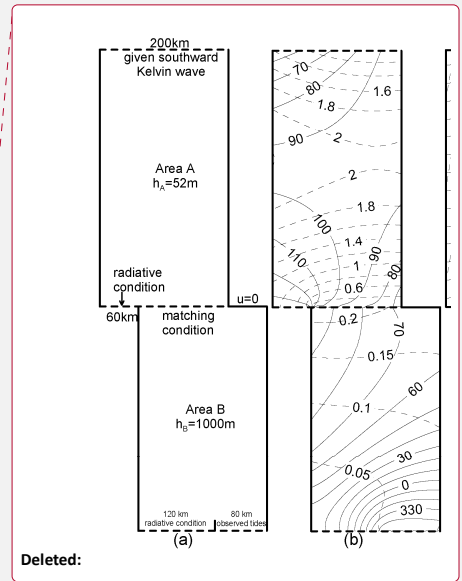 200km
given southward
Kelvin wave
Area A
hA=52m
radiative
condition
60km
matching
condition
u=0
Area B
hB=1000m
120 km
radiative condition
80 km
observed tides
(a)
70
80
1.6
1.8
90
2
2
1.8
100
1.4
110
1
90
80
0.6
0.2
70
0.15
60
0.1
30
0.05
0
330
(b)
Deleted: